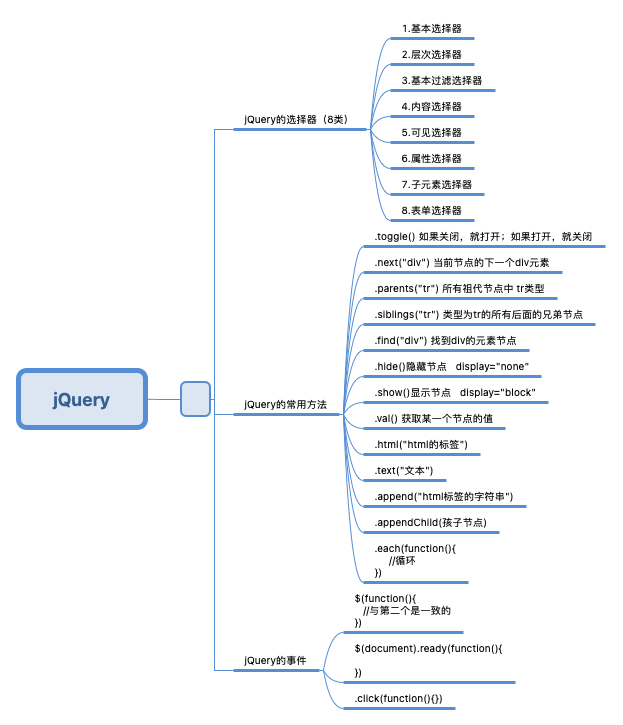 jQuery
jQuery的选择器（8类）
1.基本选择器
2.层次选择器
3.基本过滤选择器
4.内容选择器
5.可见选择器
6.属性选择器
7.子元素选择器
8.表单选择器
jQuery的常用方法
.toggle() 如果关闭，就打开；如果打开，就关闭
.next("div") 当前节点的下一个div元素
.parents("tr") 所有祖代节点中 tr类型
.siblings("tr") 类型为tr的所有后面的兄弟节点
.find("div") 找到div的元素节点
.hide()隐藏节点   display="none"
.show()显示节点   display="block"
.val() 获取某一个节点的值
.html("html的标签")
.text("文本")
.append("html标签的字符串")
.appendChild(孩子节点)
.each(function(){
//循环
})
jQuery的事件
$(function(){
//与第二个是一致的
})
$(document).ready(function(){
})
.click(function(){})